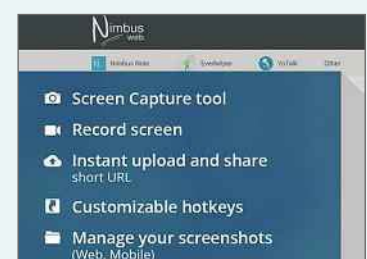 Nimbus
web
Nimbus Note
Everhelper
Other
Screen Capture tool
Record screen
Instant upload and share
short URL
Customizable hotkeys
Manage your screenshots
(Web, Mobile)